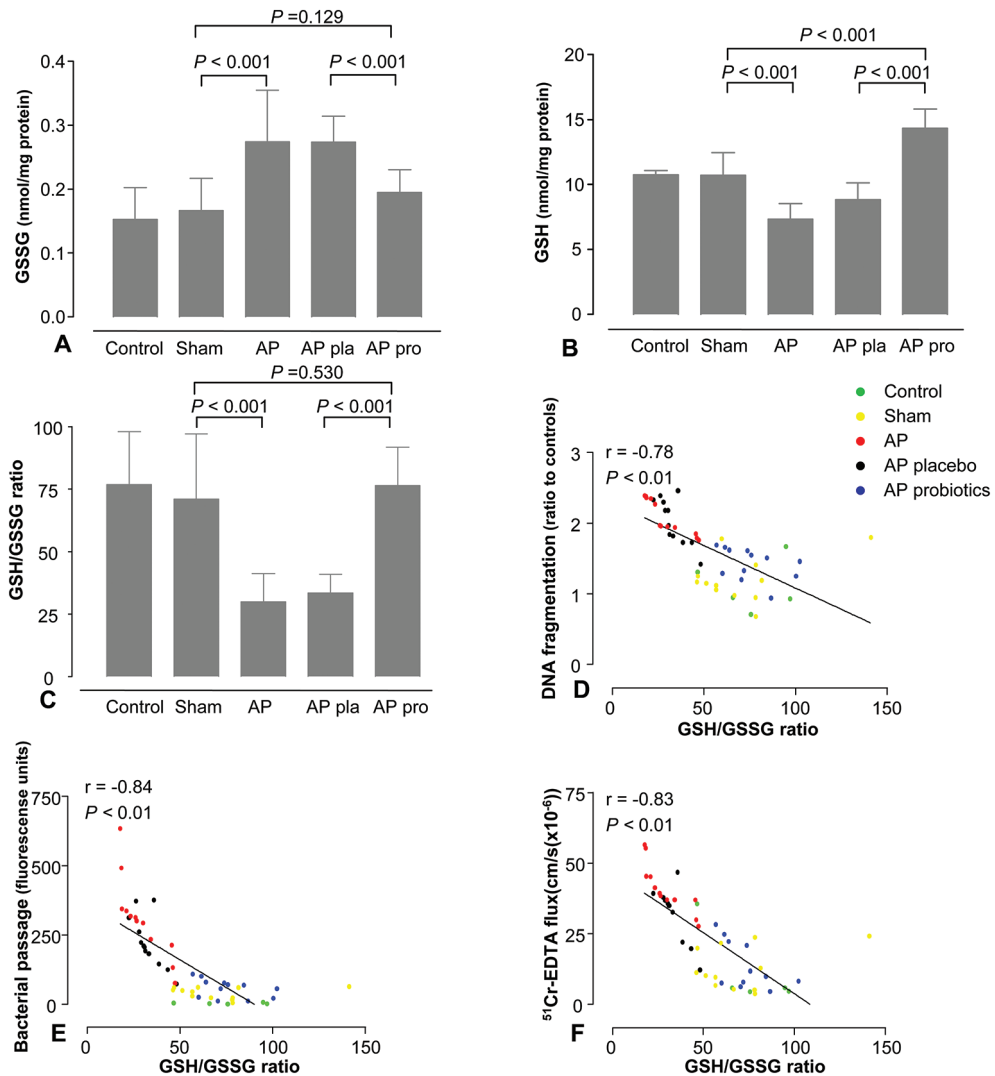 P =0.129
P < 0.001
P < 0.001
GSSG (nmol/mg protein)
0.4
0.3
0.2
0.1
0.0
A
Control Sham AP AP pla AP pro
P < 0.001
P < 0.001
P < 0.001
GSH (nmol/mg protein)
20
15
10
5
0
B
Control Sham AP AP pla AP pro
P =0.530
P < 0.001
P < 0.001
GSH/GSSG ratio
100
75
50
25
0
C
Control Sham AP AP pla AP pro
Control
Sham
AP
AP placebo
AP probiotics
r = -0.78
P < 0.01
DNA fragmentation (ratio to controls)
3
2
1
0
D
0 50 100 150
GSH/GSSG ratio
r = -0.84
P < 0.01
Bacterial passage (fluorescense units)
750
500
250
0
E
0 50 100 150
GSH/GSSG ratio
r = -0.83
P < 0.01
51Cr-EDTA flux(cm/s(x10-6))
75
50
25
0
F
0 50 100 150
GSH/GSSG ratio